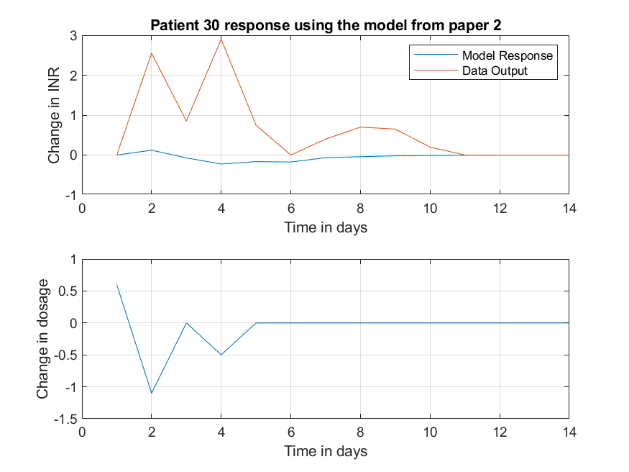 Patient 30 response using the model from paper 2
Change in INR
3
2
1
0
-1
Model Response
Data Output
0 2 4 6 8 10 12 14
Time in days
Change in dosage
1
0.5
0
-0.5
-1
-1.5
0 2 4 6 8 10 12 14
Time in days